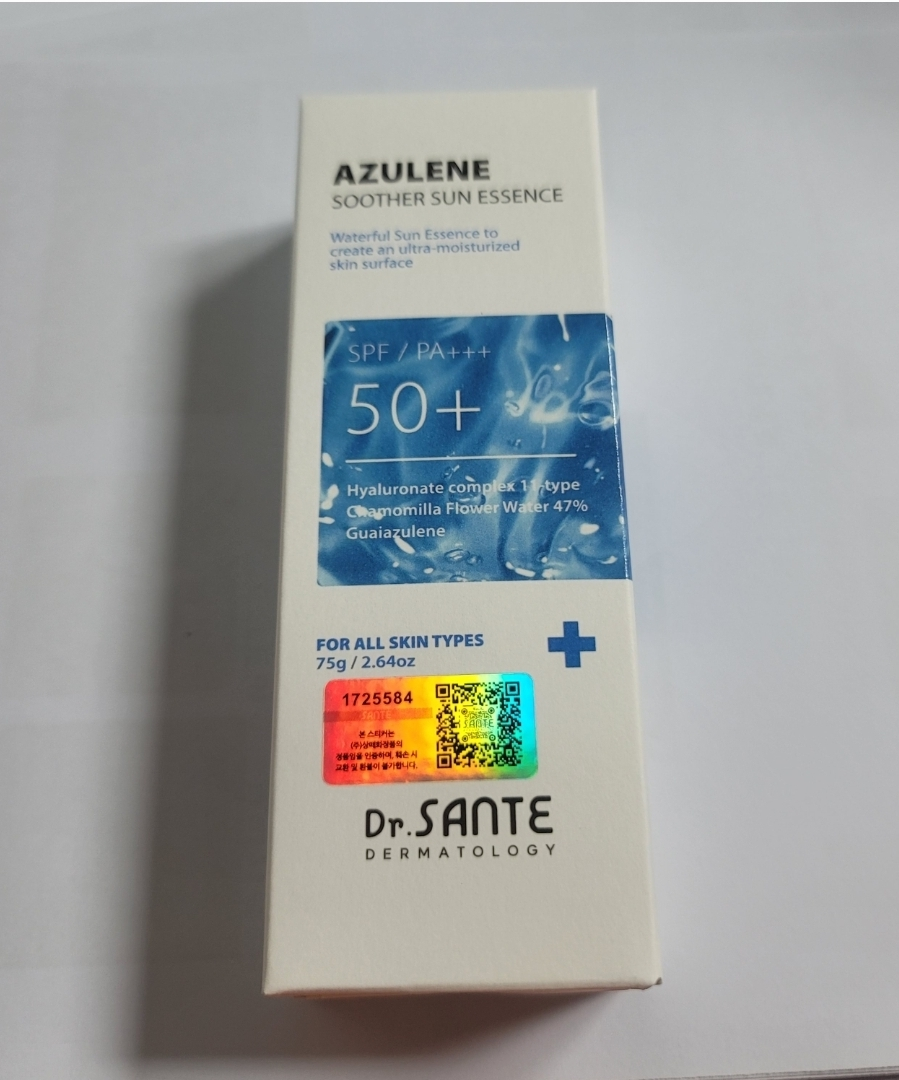 AZULENE
SOOTHER SUN ESSENCE
Waterful Sun Essence to
create an ultra-moisturized
skin surface
SPF / PA+++
50+
Hyaluronate complex 11-type
Chamomilla Flower Water 47%
Guaiazulene
FOR ALL SKIN TYPES
75g / 2.64oz
1725584
SANTE
SANTE
본 스티커는
(주)상떼화장품의
정품임을 인증하며, 훼손 시
교환 및 환불이 불가합니다.
Dr.SANTE
DERMATOLOGY